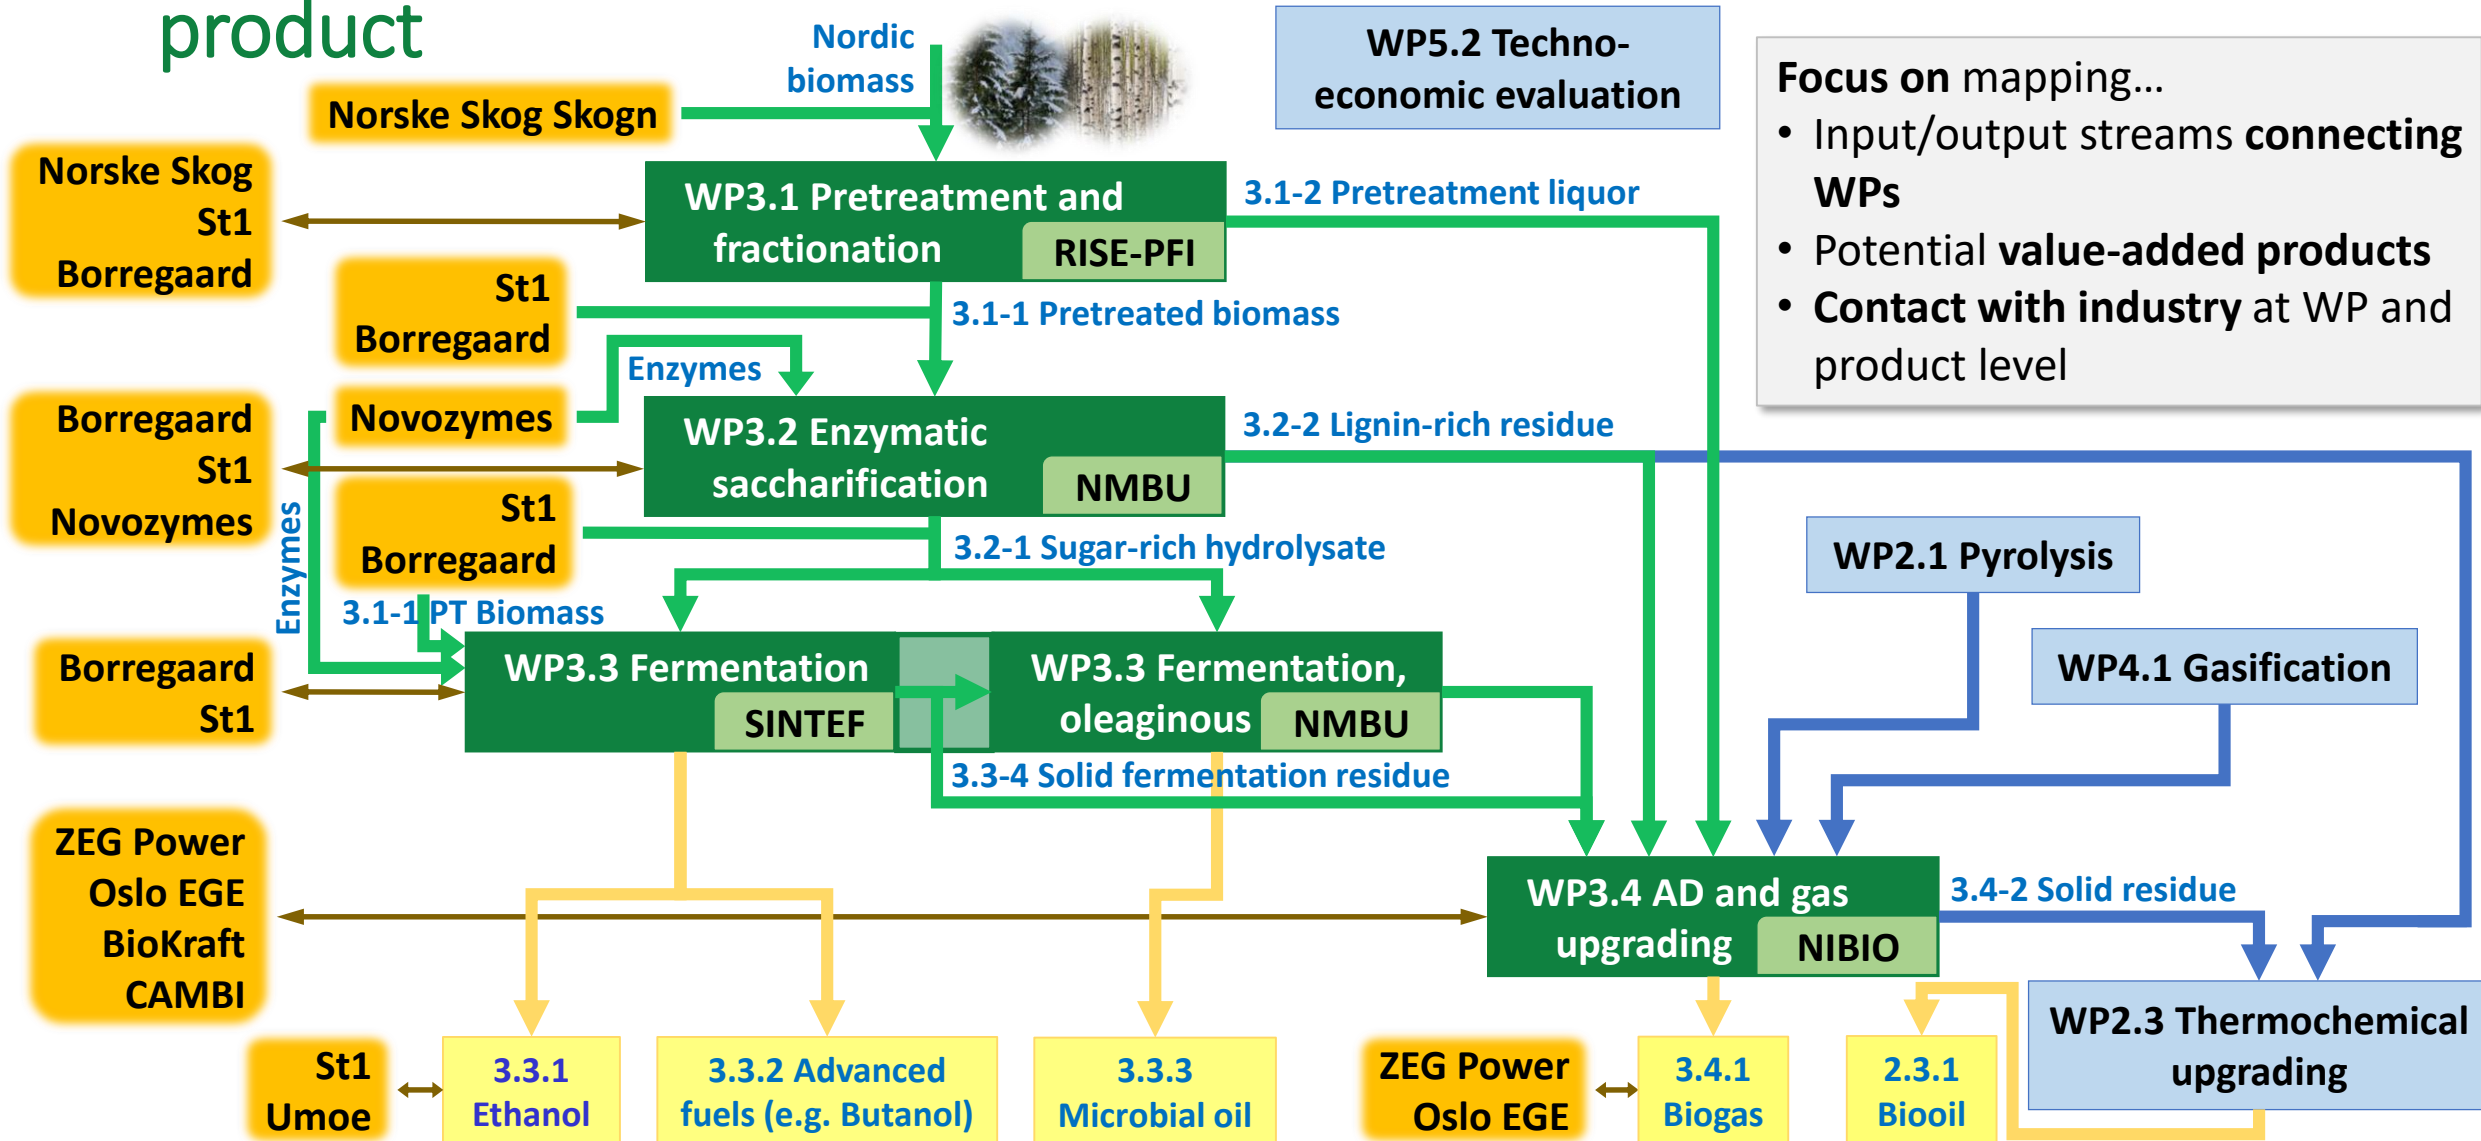 product
Nordic
biomass
WP5.2 Techno-
economic evaluation
Focus on mapping...
• Input/output streams connecting
WPs
• Potential value-added products
• Contact with industry at WP and
product level
Norske Skog Skogn
Norske Skog
St1
Borregaard
WP3.1 Pretreatment and
fractionation
RISE-PFI
3.1-2 Pretreatment liquor
St1
Borregaard
3.1-1 Pretreated biomass
Enzymes
Novozymes
Borregaard
St1
Novozymes
WP3.2 Enzymatic
saccharification
NMBU
3.2-2 Lignin-rich residue
St1
Borregaard
3.2-1 Sugar-rich hydrolysate
Enzymes
3.1-1 PT Biomass
WP2.1 Pyrolysis
WP4.1 Gasification
Borregaard
St1
WP3.3 Fermentation
SINTEF
WP3.3 Fermentation,
oleaginous
NMBU
3.3-4 Solid fermentation residue
ZEG Power
Oslo EGE
BioKraft
CAMBI
WP3.4 AD and gas
upgrading
NIBIO
3.4-2 Solid residue
WP2.3 Thermochemical
upgrading
St1
Umoe
3.3.1
Ethanol
3.3.2 Advanced
fuels (e.g. Butanol)
3.3.3
Microbial oil
ZEG Power
Oslo EGE
3.4.1
Biogas
2.3.1
Biooil